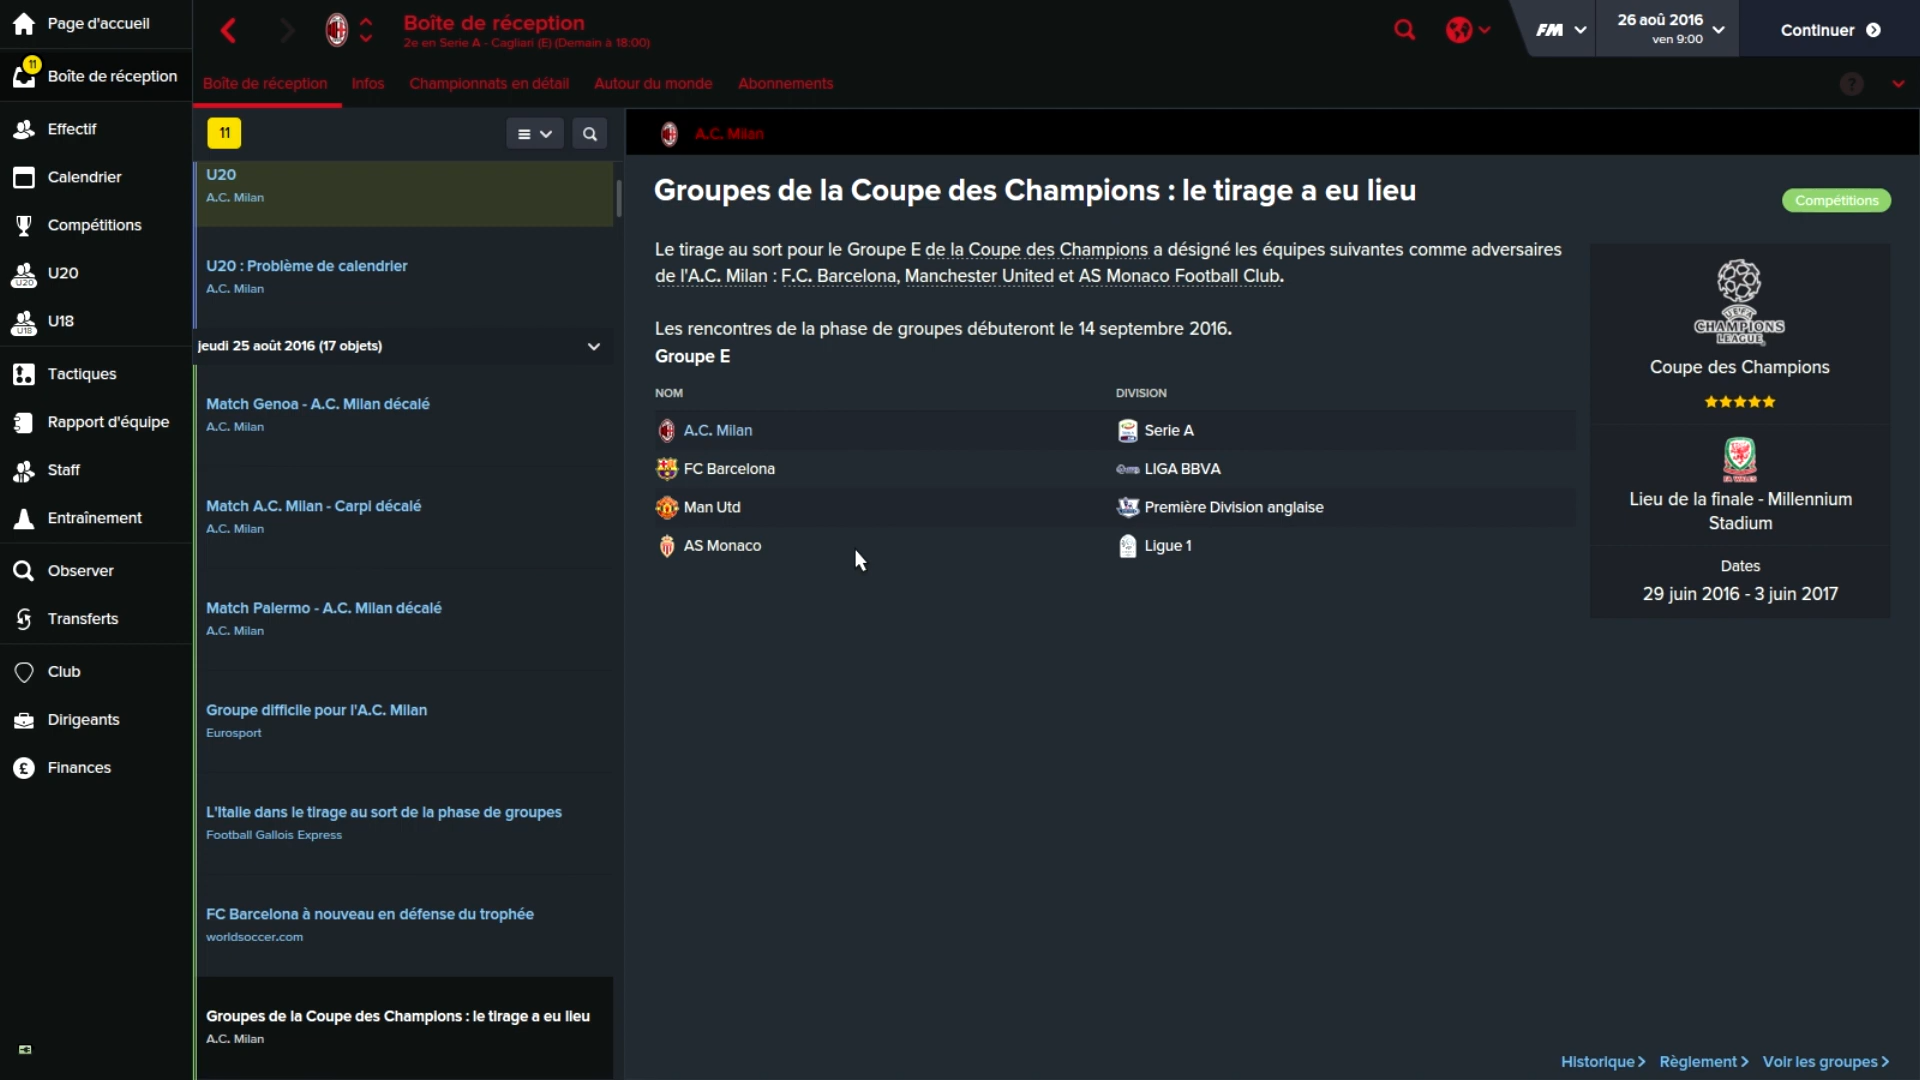 Page d'accueil
Boîte de réception
2e en Serie A - Cagliari (E) (Demain à 18:00)
FM
26 aoû 2016
ven 9:00
Continuer
11
Boîte de réception
Boîte de réception
Infos
Championnats en détail
Autour du monde
Abonnements
?
Effectif
Calendrier
Compétitions
U20
U20
U18
U18
Tactiques
Rapport d'équipe
Staff
Entraînement
Observer
Transferts
Club
Dirigeants
Finances
11
U20
A.C. Milan
U20 : Problème de calendrier
A.C. Milan
jeudi 25 août 2016 (17 objets)
Match Genoa - A.C. Milan décalé
A.C. Milan
Match A.C. Milan - Carpi décalé
A.C. Milan
Match Palermo - A.C. Milan décalé
A.C. Milan
Groupe difficile pour l'A.C. Milan
Eurosport
L'Italie dans le tirage au sort de la phase de groupes
Football Gallois Express
FC Barcelona à nouveau en défense du trophée
worldsoccer.com
Groupes de la Coupe des Champions : le tirage a eu lieu
A.C. Milan
A.C. Milan
Groupes de la Coupe des Champions : le tirage a eu lieu
Compétitions
Le tirage au sort pour le Groupe E de la Coupe des Champions a désigné les équipes suivantes comme adversaires
de l'A.C. Milan : F.C. Barcelona, Manchester United et AS Monaco Football Club.
Les rencontres de la phase de groupes débuteront le 14 septembre 2016.
Groupe E
NOM DIVISION
A.C. Milan Serie A
FC Barcelona LIGA BBVA
Man Utd Première Division anglaise
AS Monaco Ligue 1
CHAMPIONS
LEAGUE
Coupe des Champions
FA WALES
Lieu de la finale - Millennium
Stadium
Dates
29 juin 2016 - 3 juin 2017
Historique
Règlement
Voir les groupes